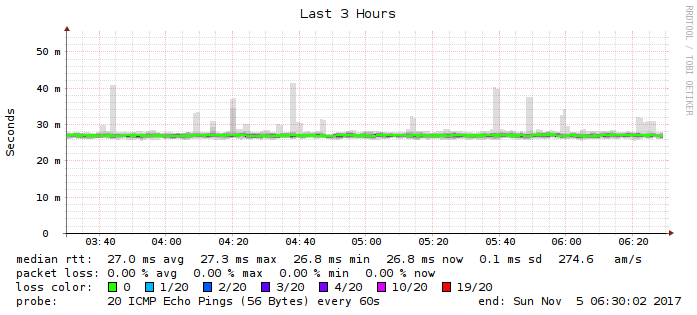 Last 3 Hours
RRDTOOL / TOBI OETIKER
Seconds
50 m
40 m
30 m
20 m
10 m
0
03:40 04:00 04:20 04:40 05:00 05:20 05:40 06:00 06:20
median rtt: 27.0 ms avg 27.3 ms max 26.8 ms min 26.8 ms now 0.1 ms sd 274.6 am/s
packet loss: 0.00 % avg 0.00 % max 0.00 % min 0.00 % now
loss color: 0 1/20 2/20 3/20 4/20 10/20 19/20
probe: 20 ICMP Echo Pings (56 Bytes) every 60s end: Sun Nov 5 06:30:02 2017